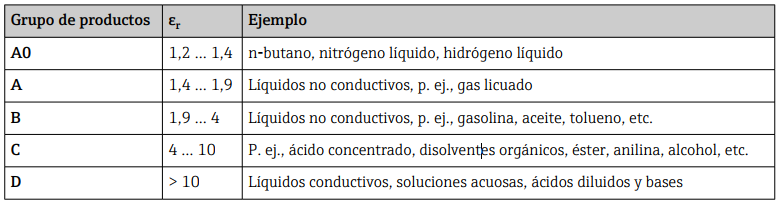 Grupo de productos εr Ejemplo
A0 1,2 ... 1,4 n-butano, nitrógeno líquido, hidrógeno líquido
A 1,4 ... 1,9 Líquidos no conductivos, p. ej., gas licuado
B 1,9 ... 4 Líquidos no conductivos, p. ej., gasolina, aceite, tolueno, etc.
C 4 ... 10 P. ej., ácido concentrado, disolventes orgánicos, éster, anilina, alcohol, etc.
D > 10 Líquidos conductivos, soluciones acuosas, ácidos diluidos y bases